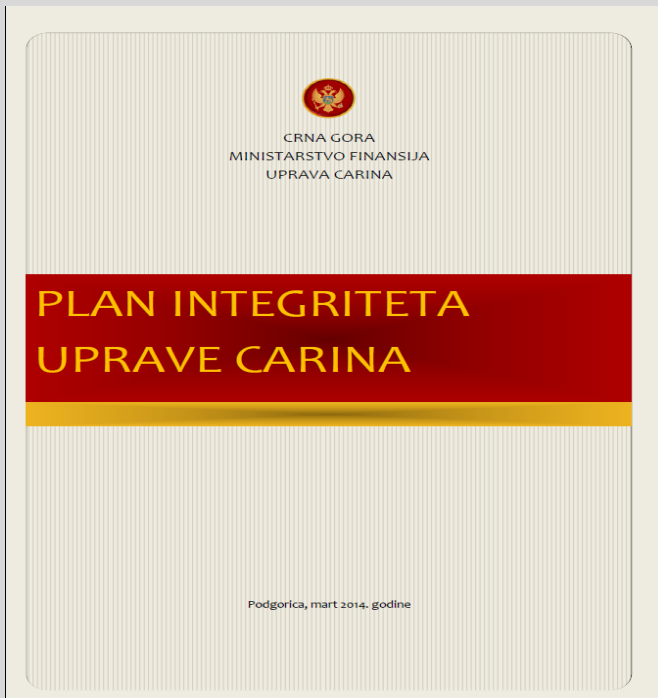 CRNA GORA
MINISTARSTVO FINANSIJA
UPRAVA CARINA
PLAN INTEGRITETA
UPRAVE CARINA
Podgorica, mart 2014. godine